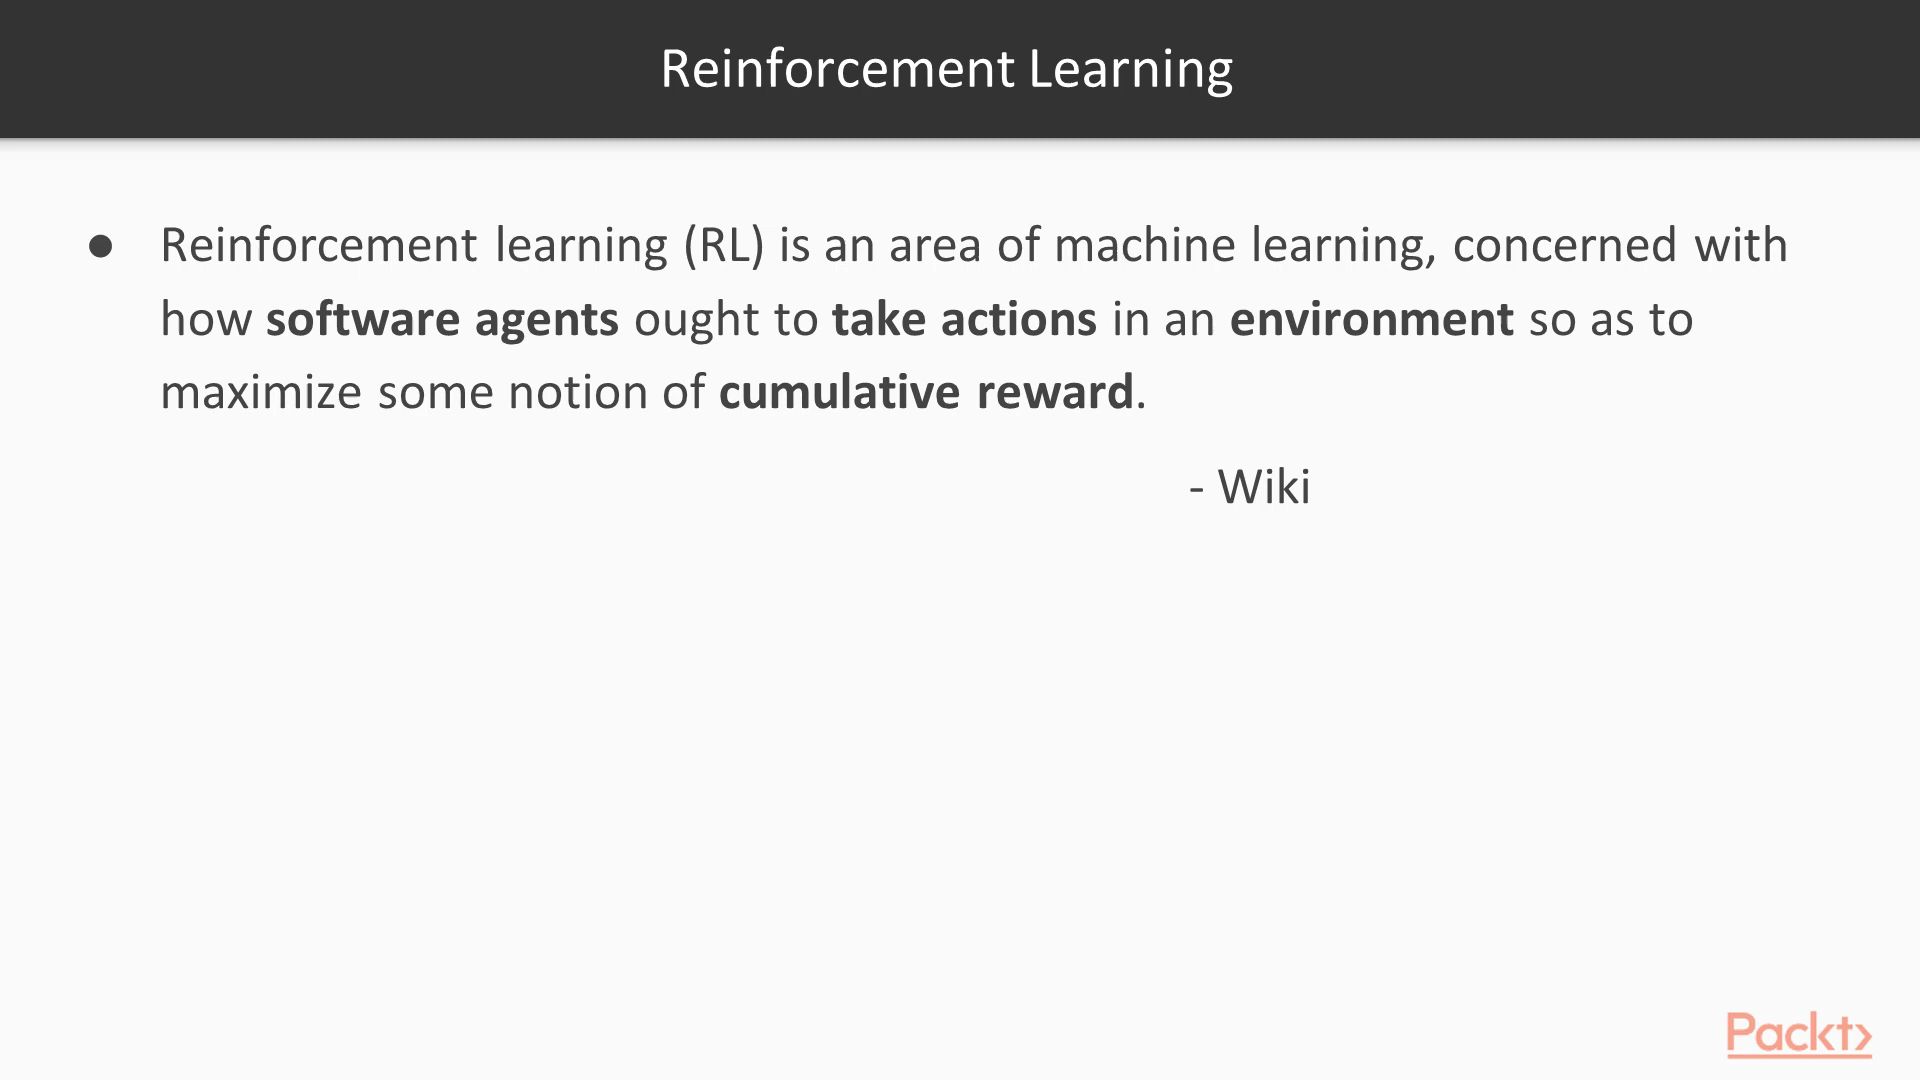 Reinforcement Learning
● Reinforcement learning (RL) is an area of machine learning, concerned with
how software agents ought to take actions in an environment so as to
maximize some notion of cumulative reward.
- Wiki
Packt>